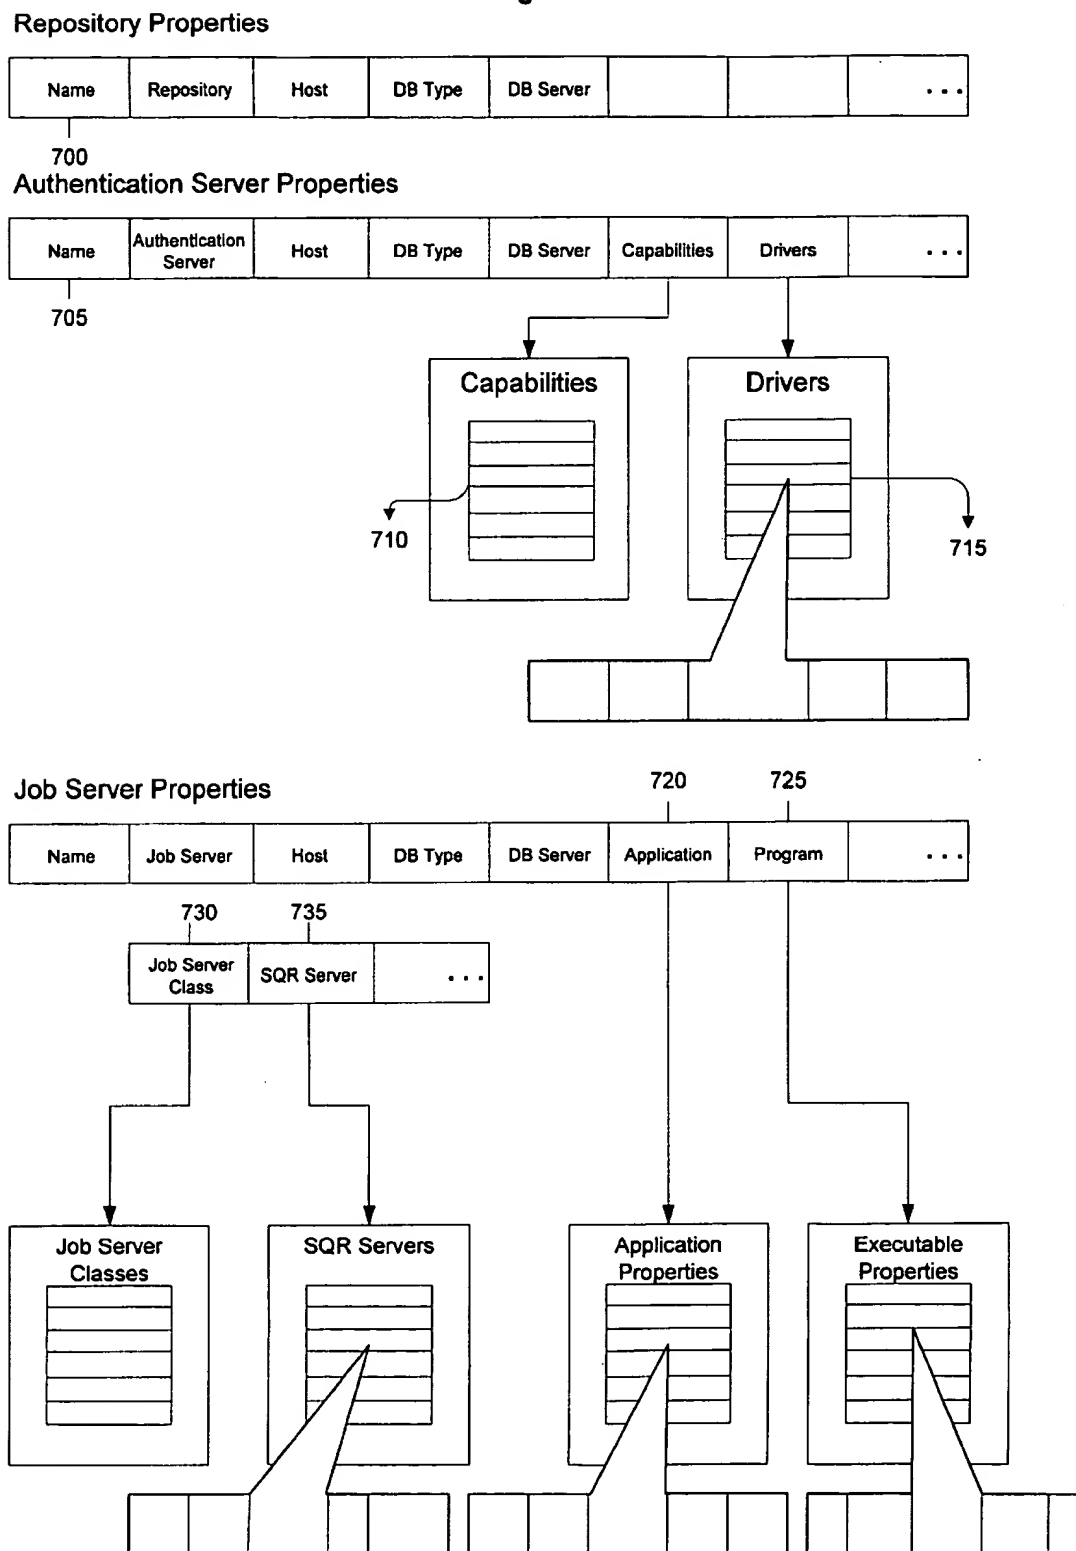 Repository Properties
Name Repository Host DB Type DB Server ...
700
Authentication Server Properties
Name Authentication Server Host DB Type DB Server Capabilities Drivers ...
705
Capabilities
Drivers
710
715
Job Server Properties
720
725
Name Job Server Host DB Type DB Server Application Program ...
730
735
Job Server Class SQR Server ...
Job Server
Classes
SQR Servers
Application
Properties
Executable
Properties